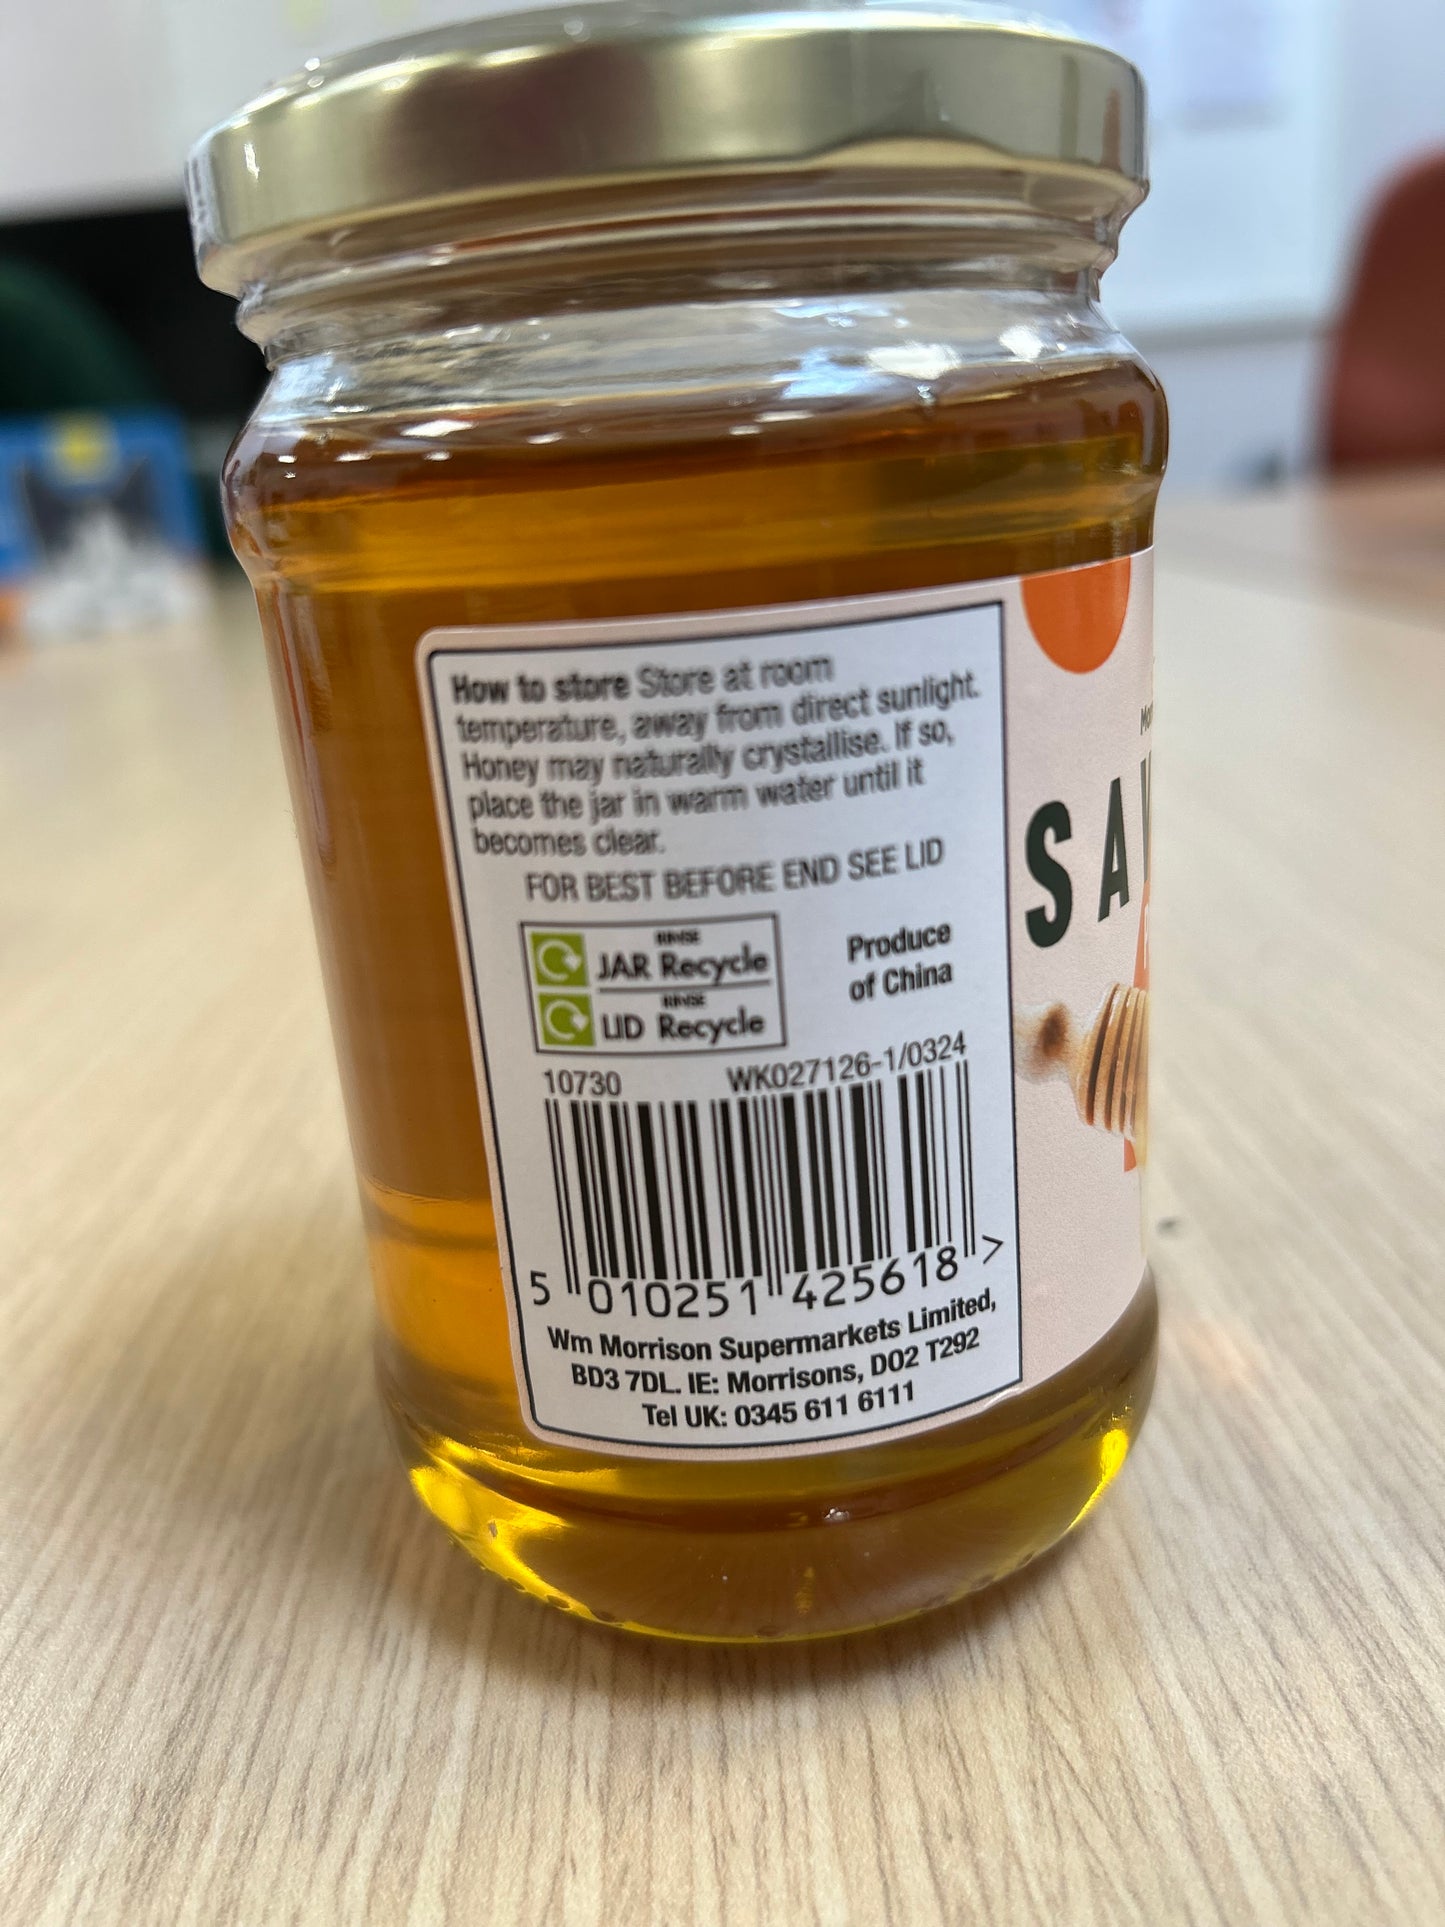 How to store Store at room
temperature, away from direct sunlight.
Honey may naturally crystallise. If so,
place the jar in warm water until it
becomes clear.
FOR BEST BEFORE END SEE LID
RINSE
JAR Recycle
RINSE
LID Recycle
Produce
of China
10730 WK027126-1/0324
5 010251 425618 >
Wm Morrison Supermarkets Limited,
BD3 7DL. IE: Morrisons, D02 T292
Tel UK: 0345 611 6111
SAV